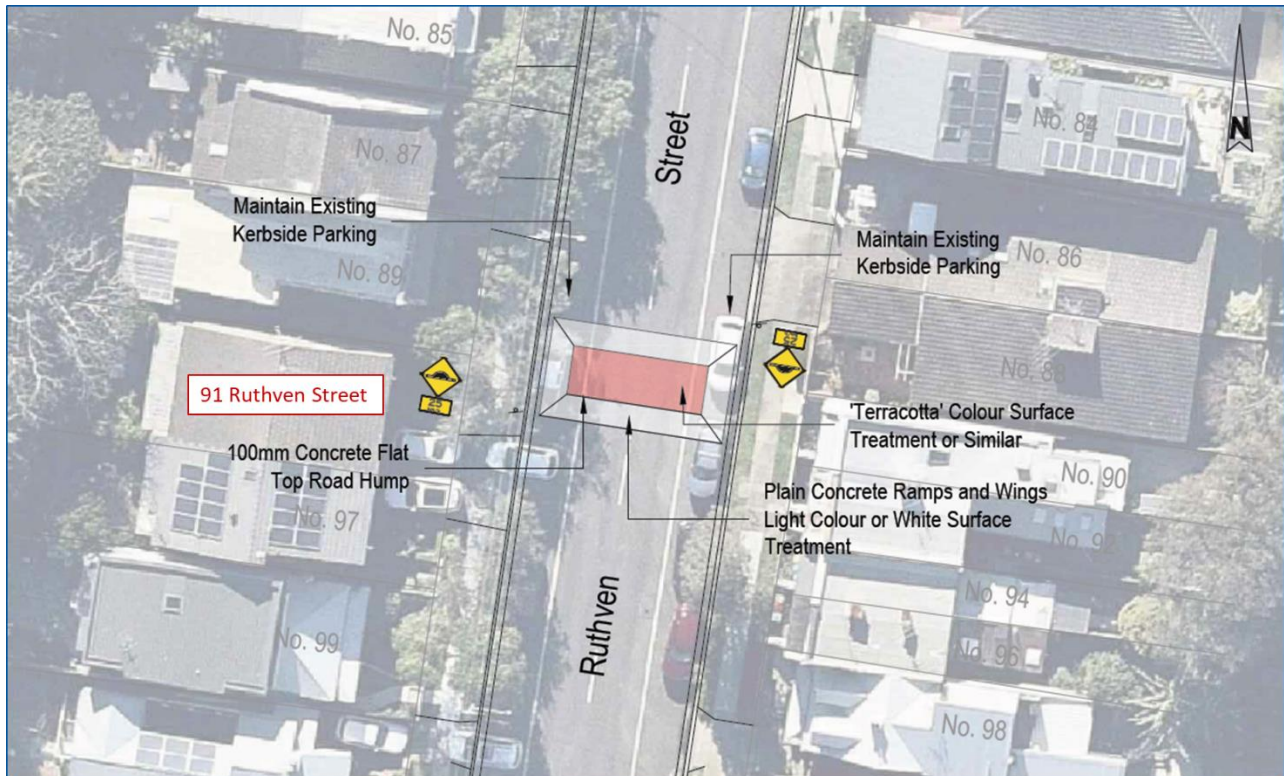 No. 85
No. 87
No. 84
N
Street
Maintain Existing
Kerbside Parking
Maintain Existing
Kerbside Parking
No. 86
No. 89
No. 88
91 Ruthven Street
25
25
'Terracotta' Colour Surface
Treatment or Similar
100mm Concrete Flat
Top Road Hump
No. 90
Plain Concrete Ramps and Wings
Light Colour or White Surface
Treatment
No. 97
No. 92
No. 94
Ruthven
No. 99
No. 96
No. 98